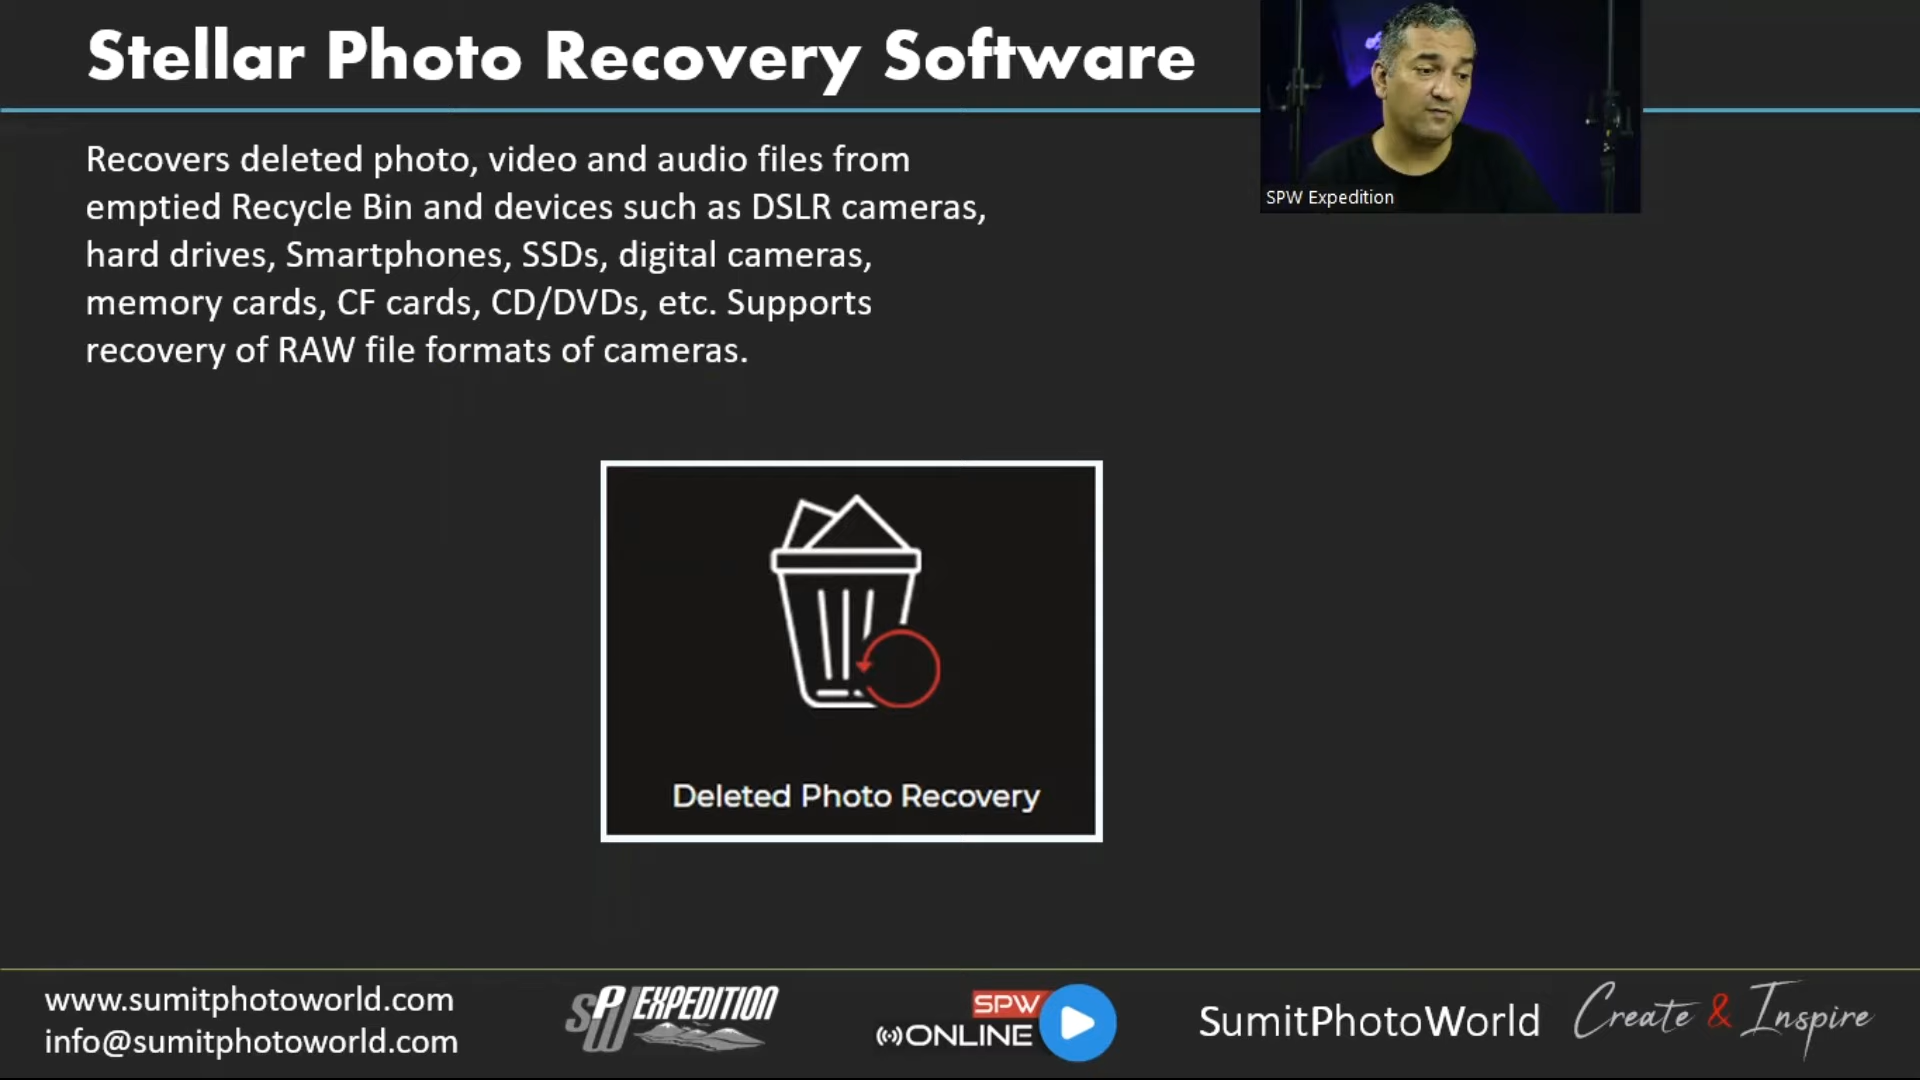 Stellar Photo Recovery Software
Recovers deleted photo, video and audio files from
emptied Recycle Bin and devices such as DSLR cameras,
hard drives, Smartphones, SSDs, digital cameras,
memory cards, CF cards, CD/DVDs, etc. Supports
recovery of RAW file formats of cameras.
SPW Expedition
Deleted Photo Recovery
www.sumitphotoworld.com
info@sumitphotoworld.com
SPW EXPEDITION
SPW
ONLINE
SumitPhotoWorld
Create & Inspire